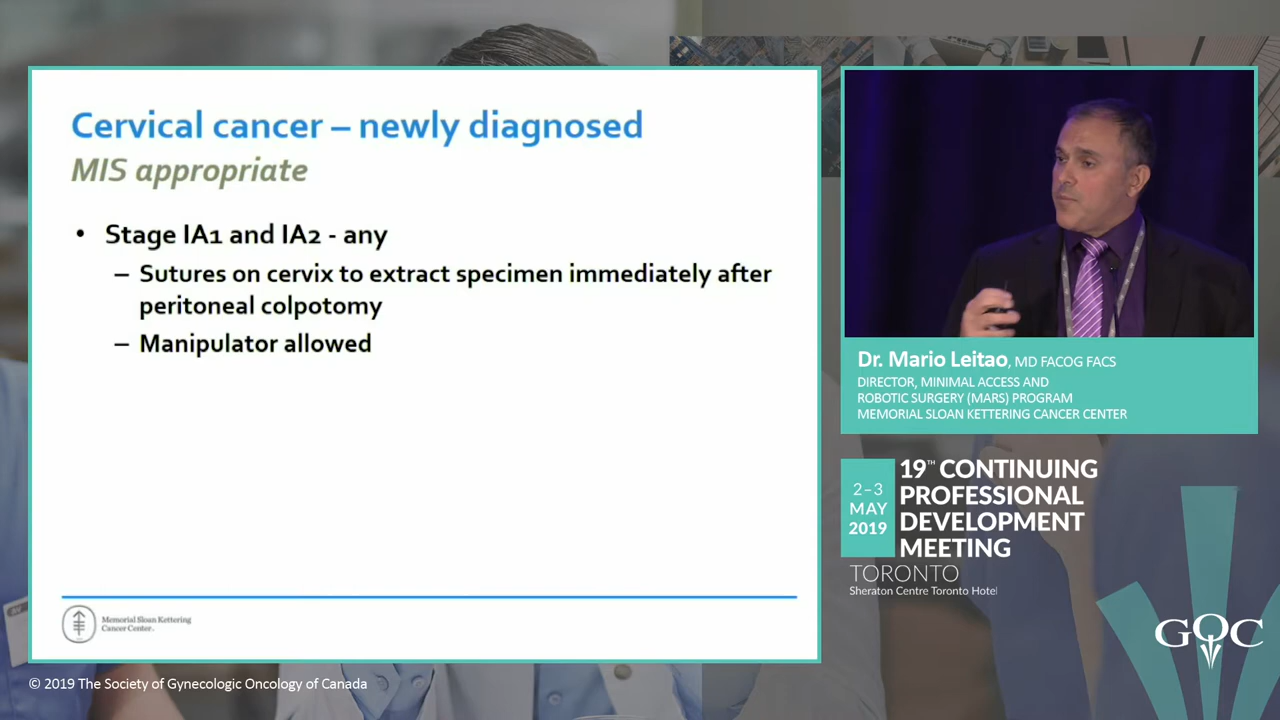 Cervical cancer – newly diagnosed
MIS appropriate
• Stage IA1 and IA2 - any
– Sutures on cervix to extract specimen immediately after
peritoneal colpotomy
– Manipulator allowed
Memorial Sloan Kettering
Cancer Center
© 2019 The Society of Gynecologic Oncology of Canada
Dr. Mario Leitao, MD FACOG FACS
DIRECTOR, MINIMAL ACCESS AND
ROBOTIC SURGERY (MARS) PROGRAM
MEMORIAL SLOAN KETTERING CANCER CENTER
2–3
MAY
2019
19TH CONTINUING
PROFESSIONAL
DEVELOPMENT
MEETING
TORONTO
Sheraton Centre Toronto Hotel
GOC